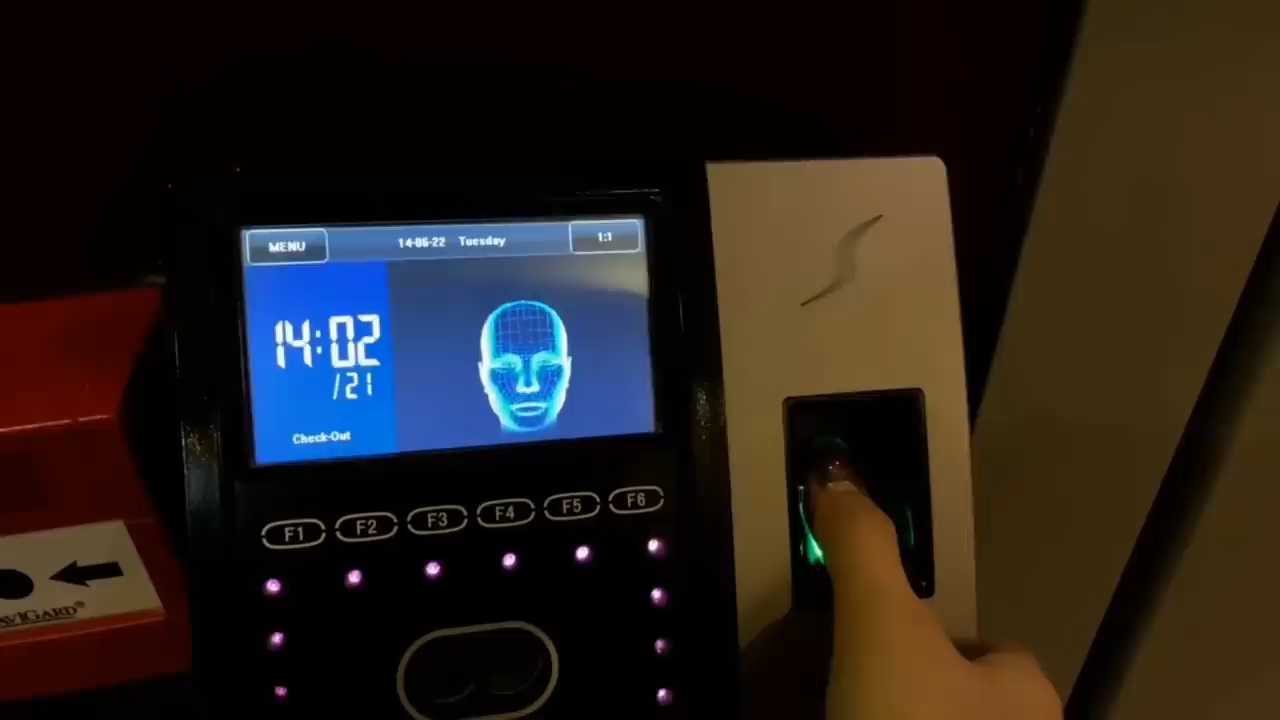 MENU
14-06-22 Tuesday
1:1
14:02
/21
Check-Out
F1 F2 F3 F4 F5 F6